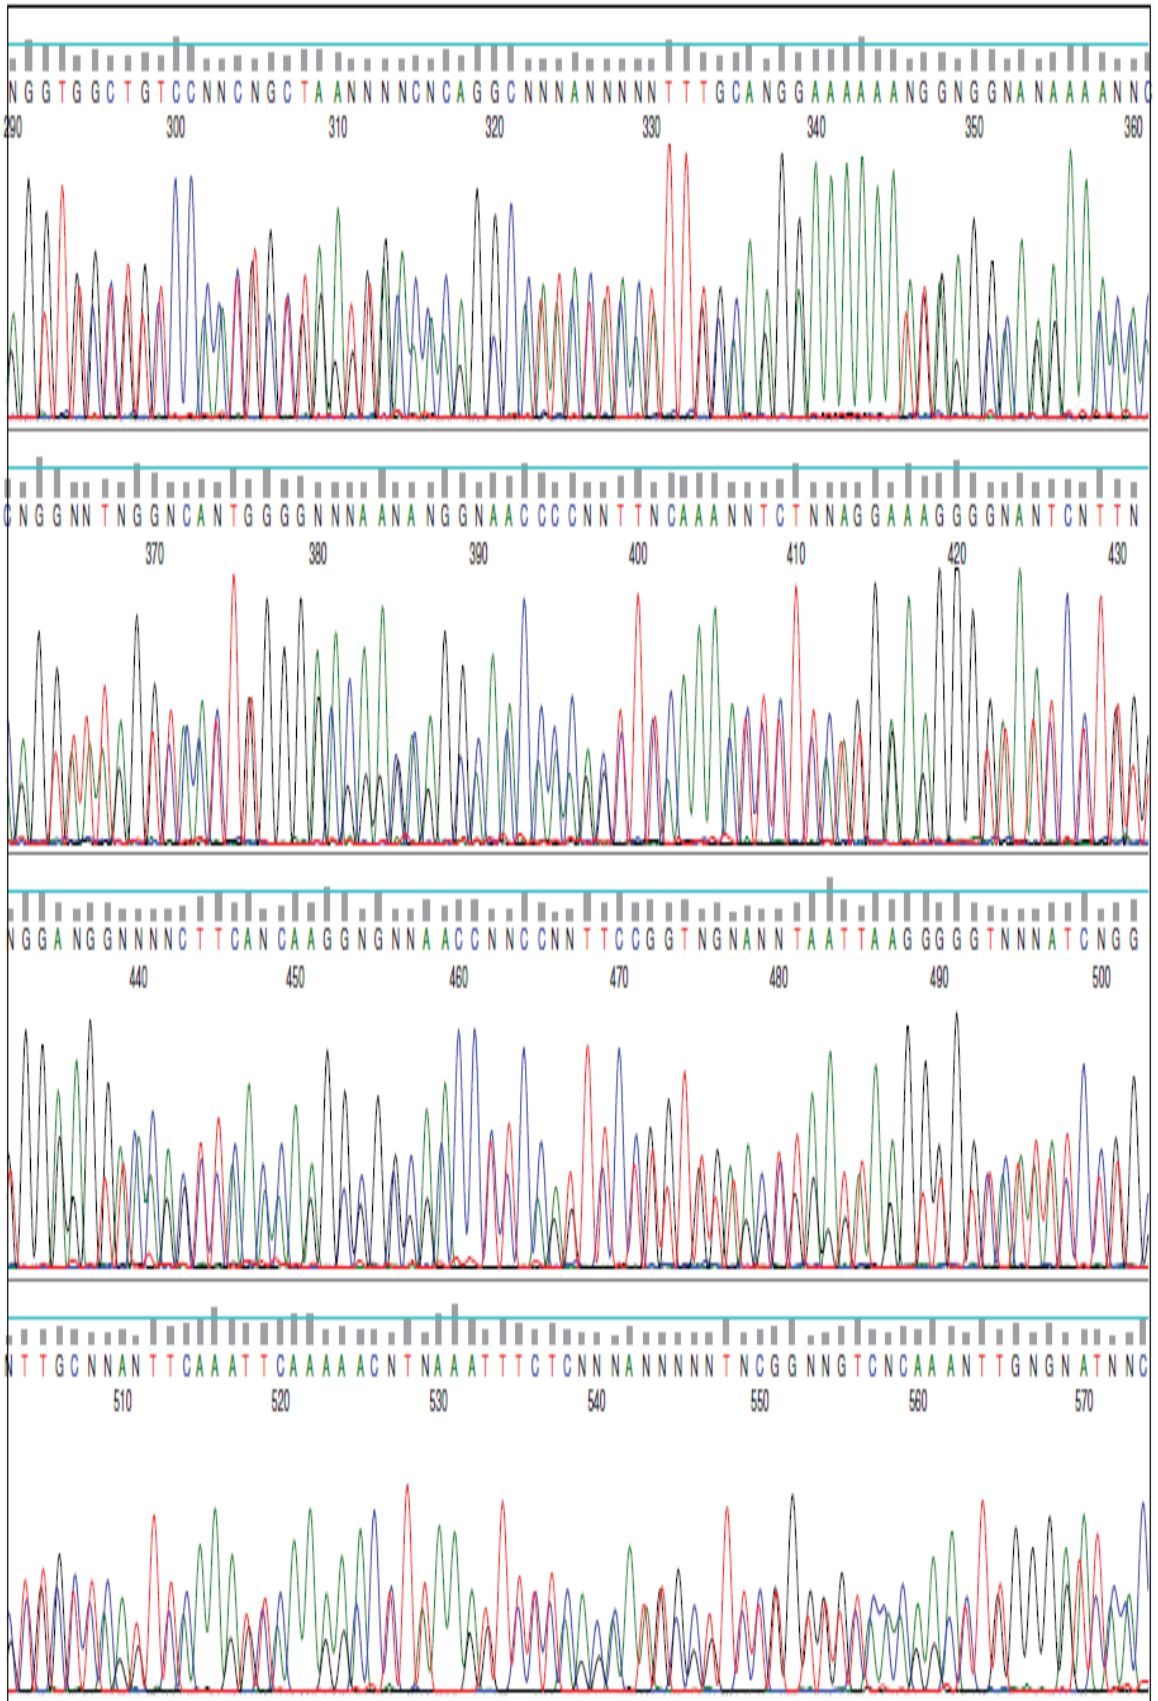 NGGTGGCTGTCCNNCNGCTAANNNNCNCAGGCNNNANNNNNTTTGCANGGAAAAAANGGNGGNANAAAANNC
290 300 310 320 330 340 350 360
CNGGNNTNGGNCANTGGGGNNNAANANGGNAACCCCNNTTNCAAANNTCTNNAGGAAAGGGGNANTCNTTN
370 380 390 400 410 420 430
NGGANGGNNNNCTTCANCAAGGNGNNAACCNNCCNNTTCCGGTNGNANNTAATTAAGGGGGTNNNATCNGG
440 450 460 470 480 490 500
NTTGCNNANTTCAAATTCAAAAACNTNAAATTTCTCNNNANNNNNTNCGGNNGTCNCAAANTTGNGNATNNC
510 520 530 540 550 560 570